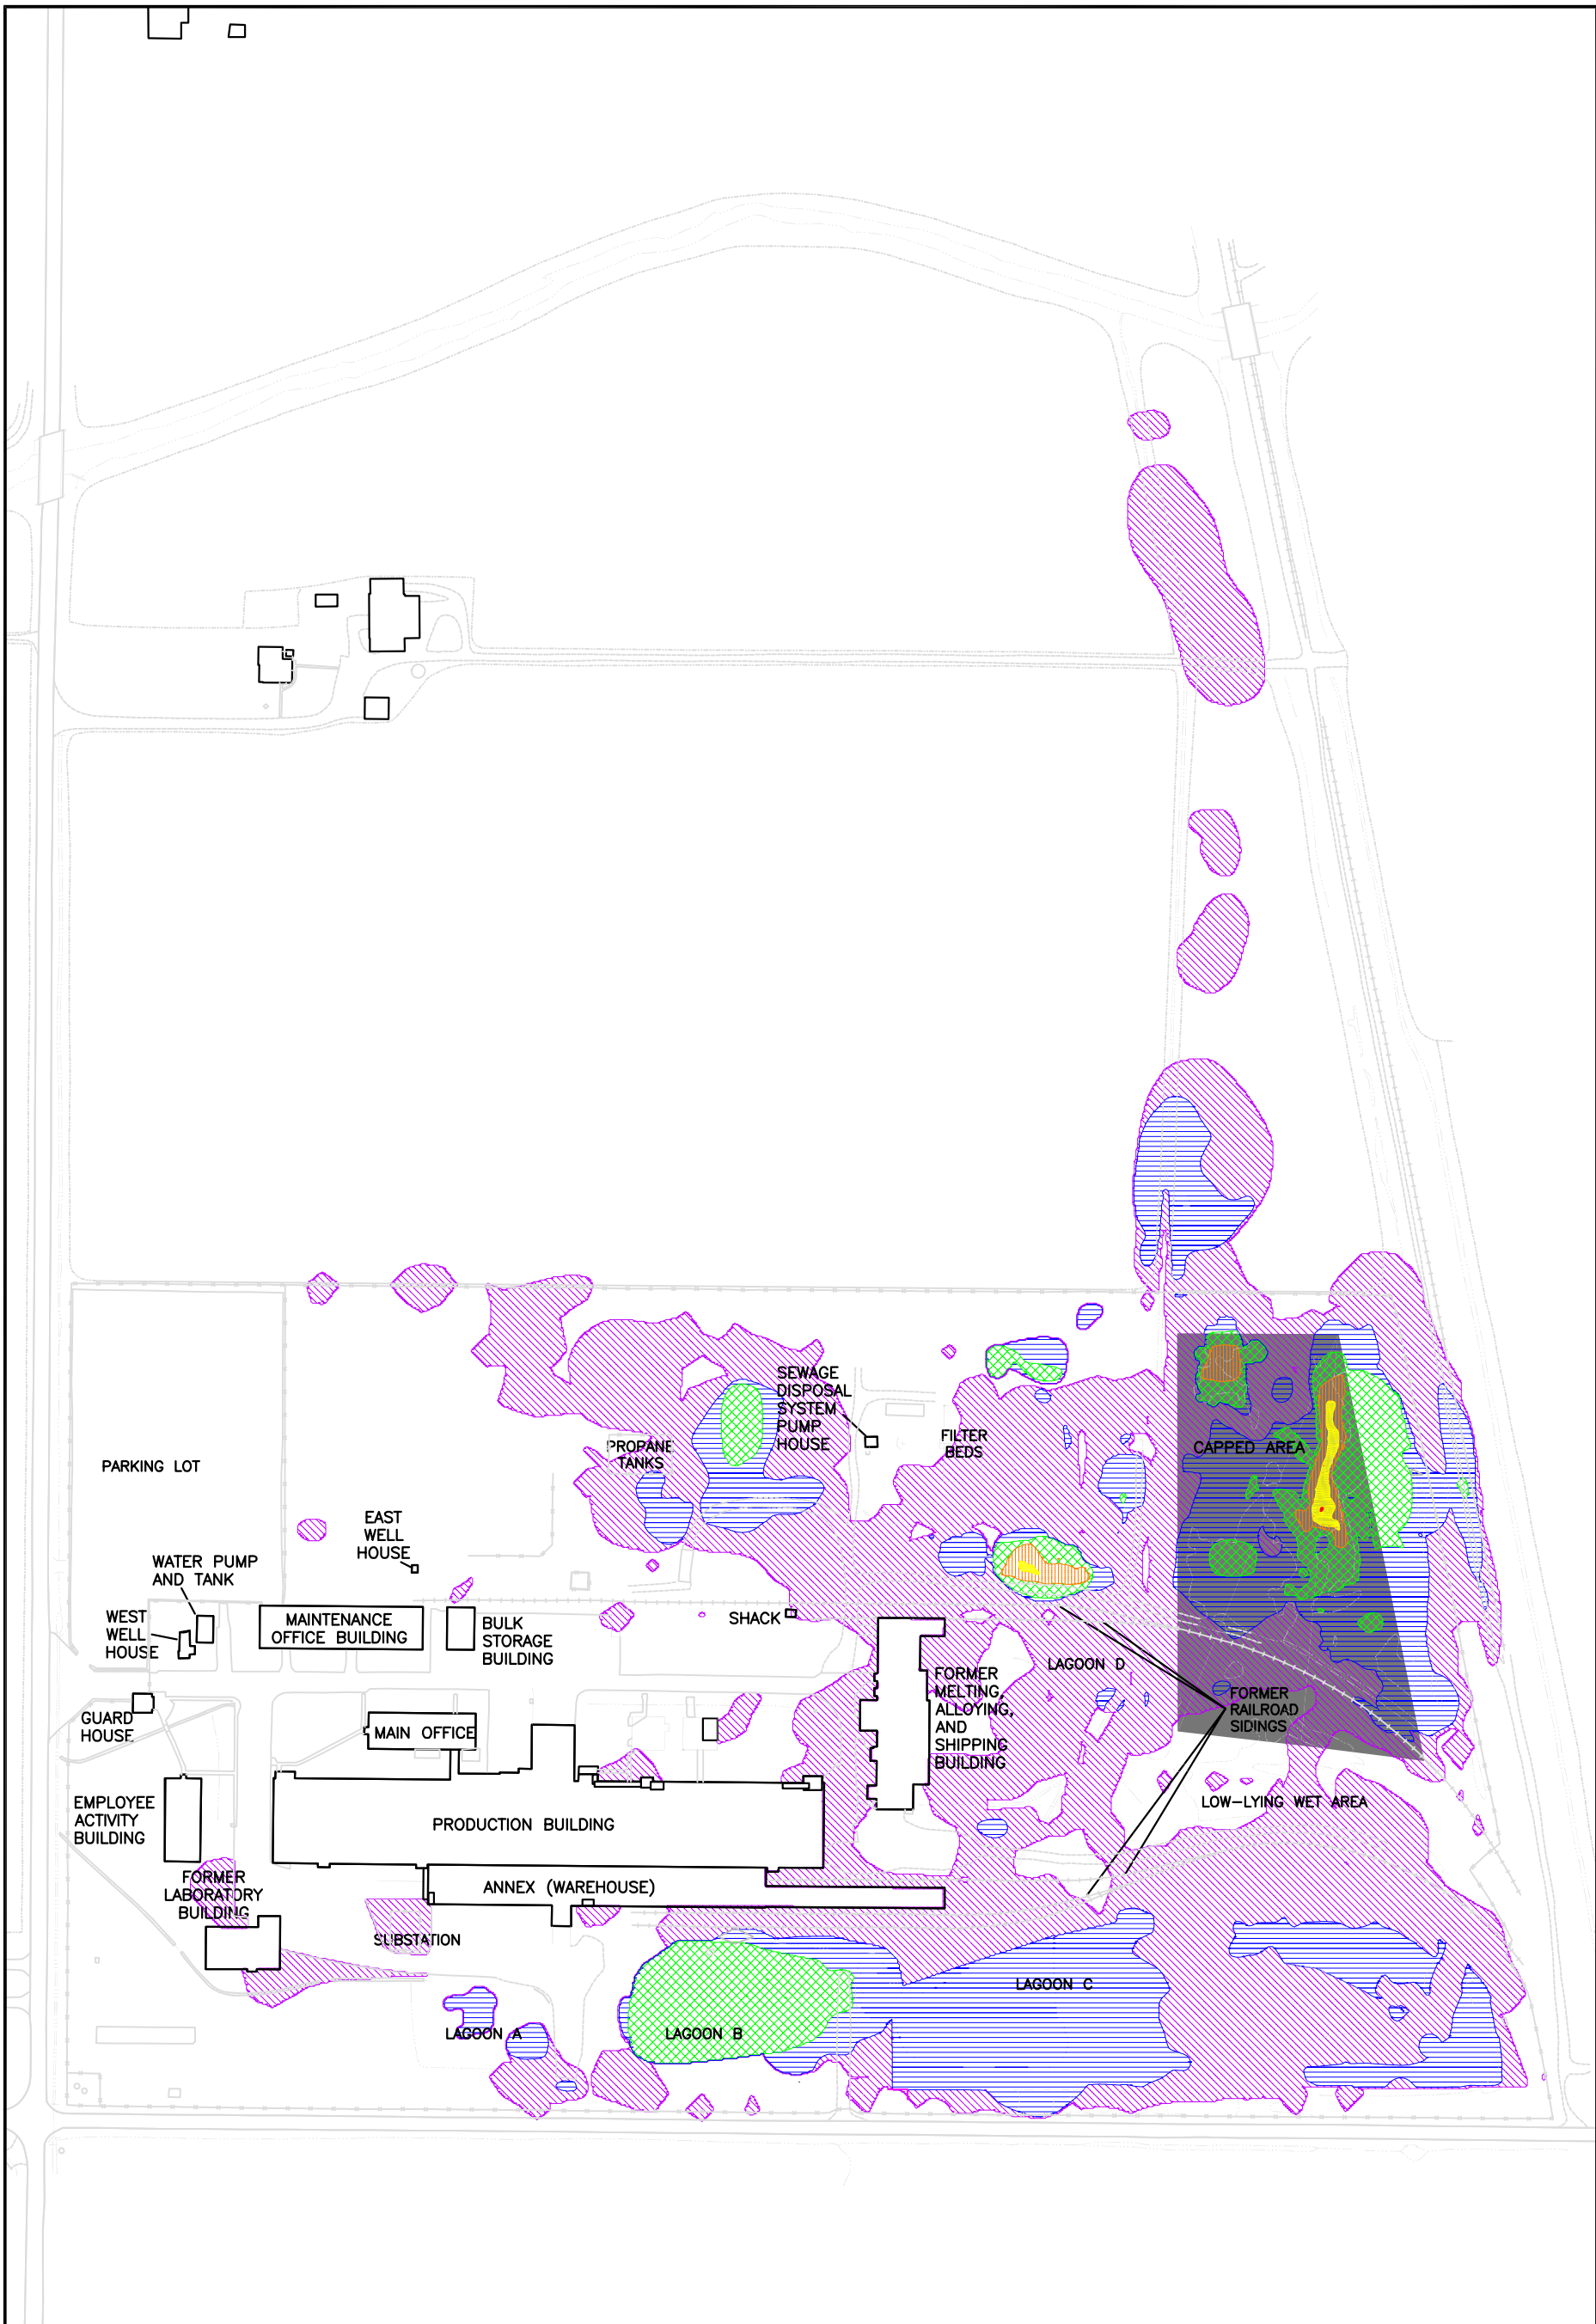 SEWAGE
DISPOSAL
SYSTEM
PUMP
HOUSE
FILTER
BEDS
PROPANE
TANKS
CAPPED AREA
PARKING LOT
EAST
WELL
HOUSE
WATER PUMP
AND TANK
WEST
WELL
HOUSE
MAINTENANCE
OFFICE BUILDING
BULK
STORAGE
BUILDING
SHACK
LAGOON D
FORMER
MELTING,
ALLOYING,
AND
SHIPPING
BUILDING
FORMER
RAILROAD
SIDINGS
GUARD
HOUSE
MAIN OFFICE
EMPLOYEE
ACTIVITY
BUILDING
PRODUCTION BUILDING
LOW-LYING WET AREA
FORMER
LABORATORY
BUILDING
ANNEX (WAREHOUSE)
SUBSTATION
LAGOON C
LAGOON A
LAGOON B